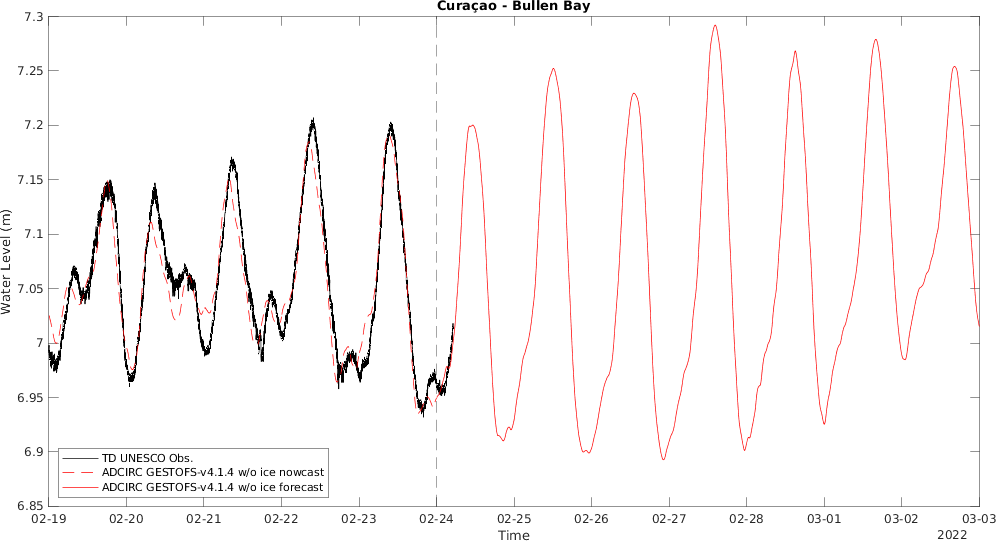 Curaçao - Bullen Bay
7.3
7.25
7.2
7.15
7.1
7.05
7
6.95
6.9
6.85
Water Level (m)
TD UNESCO Obs.
ADCIRC GESTOFS-v4.1.4 w/o ice nowcast
ADCIRC GESTOFS-v4.1.4 w/o ice forecast
02-19 02-20 02-21 02-22 02-23 02-24 02-25 02-26 02-27 02-28 03-01 03-02 03-03
Time
2022